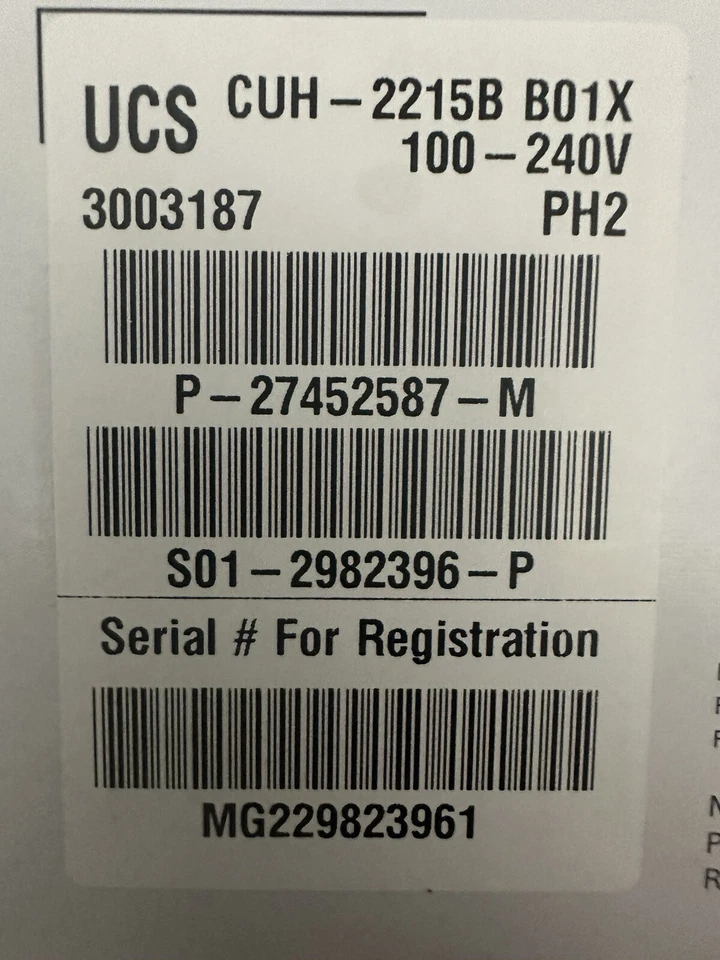 UCS CUH-2215B B01X
100-240V
3003187 PH2
P-27452587-M
S01-2982396-P
Serial # For Registration
MG229823961